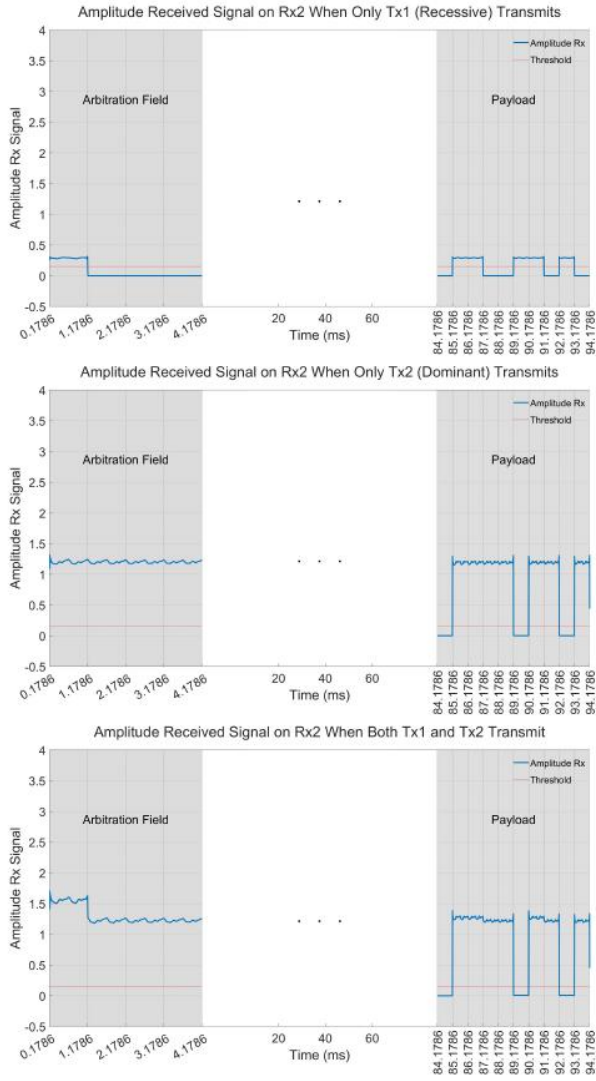 Amplitude Received Signal on Rx2 When Only Tx1 (Recessive) Transmits
4
3.5
3
2.5
2
1.5
1
0.5
0
-0.5
Amplitude Rx Signal
Arbitration Field
Payload
Amplitude Rx
Threshold
. . .
0.1786 1.1786 2.1786 3.1786 4.1786 20 40 60 84.1786 85.1786 86.1786 87.1786 88.1786 89.1786 90.1786 91.1786 92.1786 93.1786 94.1786
Time (ms)
Amplitude Received Signal on Rx2 When Only Tx2 (Dominant) Transmits
4
3.5
3
2.5
2
1.5
1
0.5
0
-0.5
Amplitude Rx Signal
Arbitration Field
Payload
Amplitude Rx
Threshold
. . .
0.1786 1.1786 2.1786 3.1786 4.1786 20 40 60 84.1786 85.1786 86.1786 87.1786 88.1786 89.1786 90.1786 91.1786 92.1786 93.1786 94.1786
Time (ms)
Amplitude Received Signal on Rx2 When Both Tx1 and Tx2 Transmit
4
3.5
3
2.5
2
1.5
1
0.5
0
-0.5
Amplitude Rx Signal
Arbitration Field
Payload
Amplitude Rx
Threshold
. . .
0.1786 1.1786 2.1786 3.1786 4.1786 20 40 60 84.1786 85.1786 86.1786 87.1786 88.1786 89.1786 90.1786 91.1786 92.1786 93.1786 94.1786
Time (ms)